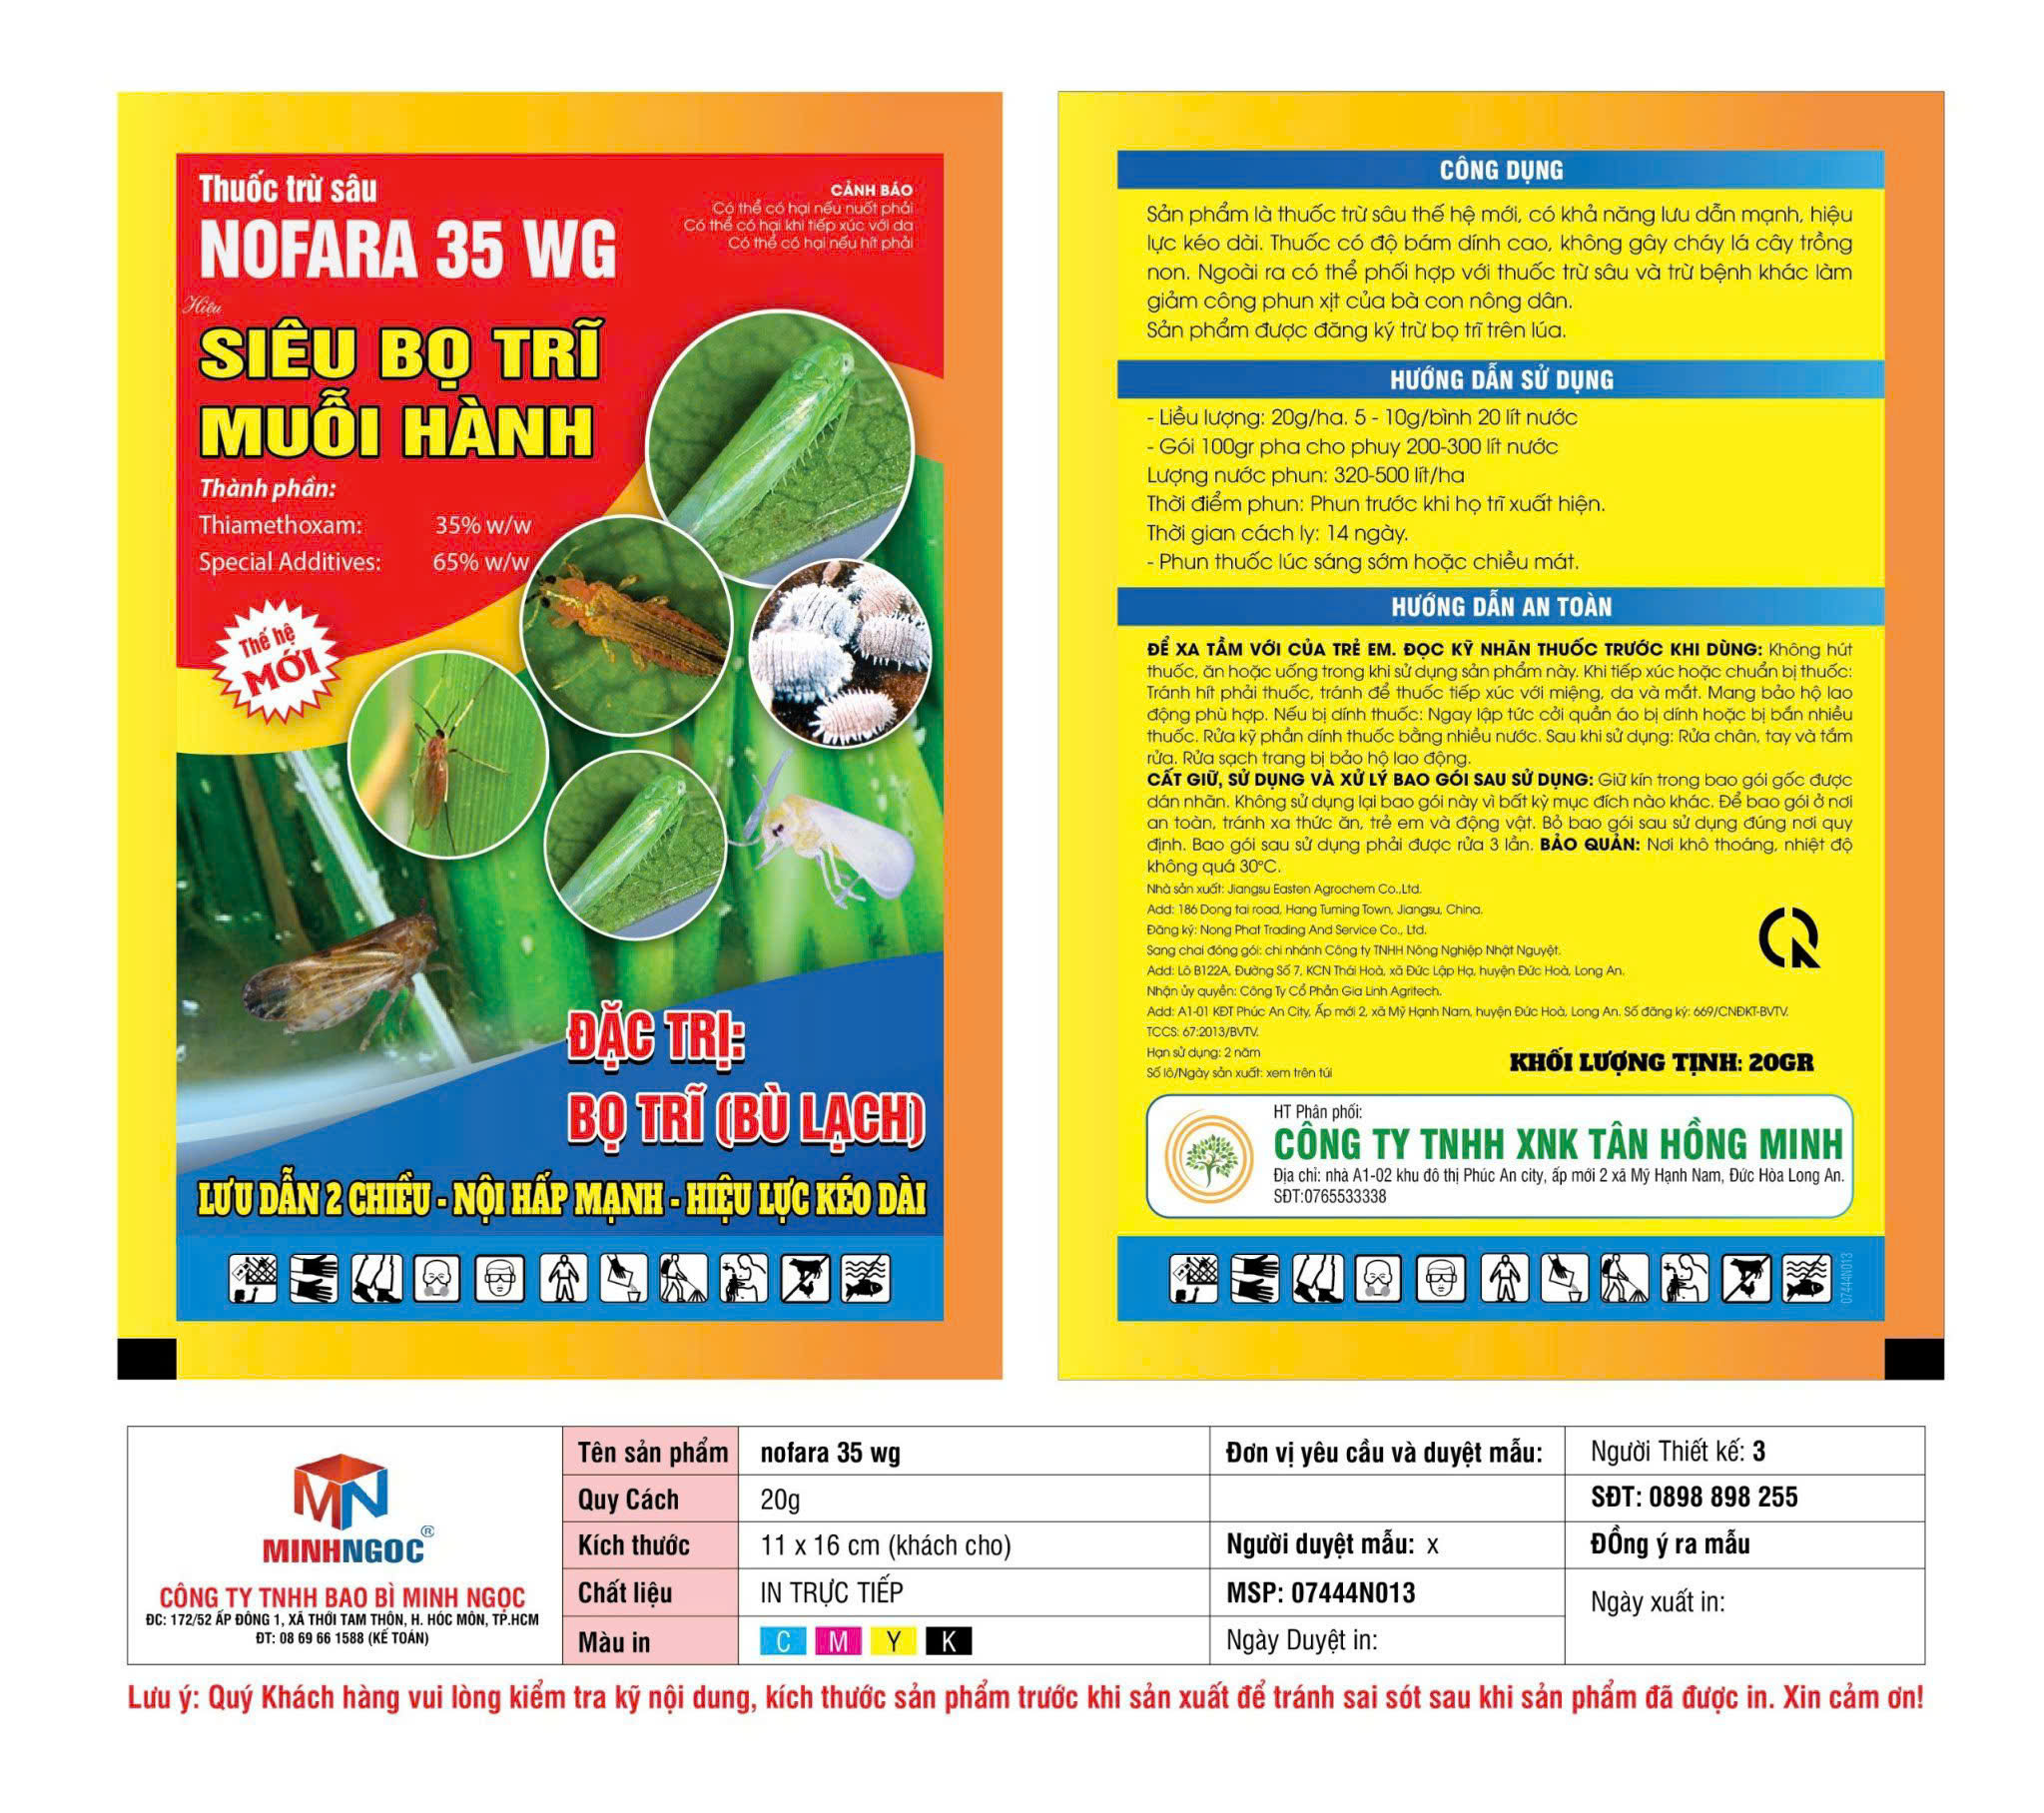 Thuốc trừ sâu
NOFARA 35 WG
CẢNH BÁO
Có thể có hại nếu nuốt phải
Có thể có hại khi tiếp xúc với da
Có thể có hại nếu hít phải
Hiệu
SIÊU BỌ TRĨ
MUỖI HÀNH
Thành phần:
Thiamethoxam: 35% w/w
Special Additives: 65% w/w
Thế hệ
MỚI
ĐẶC TRỊ:
BỌ TRĨ (BÙ LẠCH)
LƯU DẪN 2 CHIỀU - NỘI HẤP MẠNH - HIỆU LỰC KÉO DÀI
CÔNG DỤNG
Sản phẩm là thuốc trừ sâu thế hệ mới, có khả năng lưu dẫn mạnh, hiệu
lực kéo dài. Thuốc có độ bám dính cao, không gây cháy lá cây trồng
non. Ngoài ra có thể phối hợp với thuốc trừ sâu và trừ bệnh khác làm
giảm công phun xịt của bà con nông dân.
Sản phẩm được đăng ký trừ bọ trĩ trên lúa.
HƯỚNG DẪN SỬ DỤNG
- Liều lượng: 20g/ha. 5 - 10g/bình 20 lít nước
- Gói 100gr pha cho phuy 200-300 lít nước
Lượng nước phun: 320-500 lít/ha
Thời điểm phun: Phun trước khi họ trĩ xuất hiện.
Thời gian cách ly: 14 ngày.
- Phun thuốc lúc sáng sớm hoặc chiều mát.
HƯỚNG DẪN AN TOÀN
ĐỂ XA TẦM VỚI CỦA TRẺ EM. ĐỌC KỸ NHÃN THUỐC TRƯỚC KHI DÙNG: Không hút
thuốc, ăn hoặc uống trong khi sử dụng sản phẩm này. Khi tiếp xúc hoặc chuẩn bị thuốc:
Tránh hít phải thuốc, tránh để thuốc tiếp xúc với miệng, da và mắt. Mang bảo hộ lao
động phù hợp. Nếu bị dính thuốc: Ngay lập tức cởi quần áo bị dính hoặc bị bắn nhiều
thuốc. Rửa kỹ phần dính thuốc bằng nhiều nước. Sau khi sử dụng: Rửa chân, tay và tắm
rửa. Rửa sạch trang bị bảo hộ lao động.
CẤT GIỮ, SỬ DỤNG VÀ XỬ LÝ BAO GÓI SAU SỬ DỤNG: Giữ kín trong bao gói gốc được
dán nhãn. Không sử dụng lại bao gói này vì bất kỳ mục đích nào khác. Để bao gói ở nơi
an toàn, tránh xa thức ăn, trẻ em và động vật. Bỏ bao gói sau sử dụng đúng nơi quy
định. Bao gói sau sử dụng phải được rửa 3 lần. BẢO QUẢN: Nơi khô thoáng, nhiệt độ
không quá 30°C.
Nhà sản xuất: Jiangsu Easten Agrochem Co.,Ltd.
Add: 186 Dong tai road, Hang Tuming Town, Jiangsu, China.
Đăng ký: Nong Phat Trading And Service Co., Ltd.
Sang chai đóng gói: chi nhánh Công ty TNHH Nông Nghiệp Nhật Nguyệt.
Add: Lô B122A, Đường Số 7, KCN Thái Hoà, xã Đức Lập Hạ, huyện Đức Hoà, Long An.
Nhận ủy quyền: Công Ty Cổ Phần Gia Linh Agritech.
Add: A1-01 KĐT Phúc An City, Ấp mới 2, xã Mỹ Hạnh Nam, huyện Đức Hoà, Long An. Số đăng ký: 669/CNĐKT-BVTV.
TCCS: 67:2013/BVTV.
Hạn sử dụng: 2 năm
Số lô/Ngày sản xuất: xem trên túi
KHỐI LƯỢNG TỊNH: 20GR
HT Phân phối:
CÔNG TY TNHH XNK TÂN HỒNG MINH
Địa chỉ: nhà A1-02 khu đô thị Phúc An city, ấp mới 2 xã Mỹ Hạnh Nam, Đức Hòa Long An.
SĐT:0765533338
07444N013
MN
MINHNGOC®
CÔNG TY TNHH BAO BÌ MINH NGỌC
ĐC: 172/52 ẤP ĐÔNG 1, XÃ THỚI TAM THÔN, H. HÓC MÔN, TP.HCM
ĐT: 08 69 66 1588 (KẾ TOÁN)
Tên sản phẩm nofara 35 wg Đơn vị yêu cầu và duyệt mẫu: Người Thiết kế: 3
Quy Cách 20g SĐT: 0898 898 255
Kích thước 11 x 16 cm (khách cho) Người duyệt mẫu: x ĐỒng ý ra mẫu
Chất liệu IN TRỰC TIẾP MSP: 07444N013 Ngày xuất in:
Màu in C M Y K Ngày Duyệt in:
Lưu ý: Quý Khách hàng vui lòng kiểm tra kỹ nội dung, kích thước sản phẩm trước khi sản xuất để tránh sai sót sau khi sản phẩm đã được in. Xin cảm ơn!